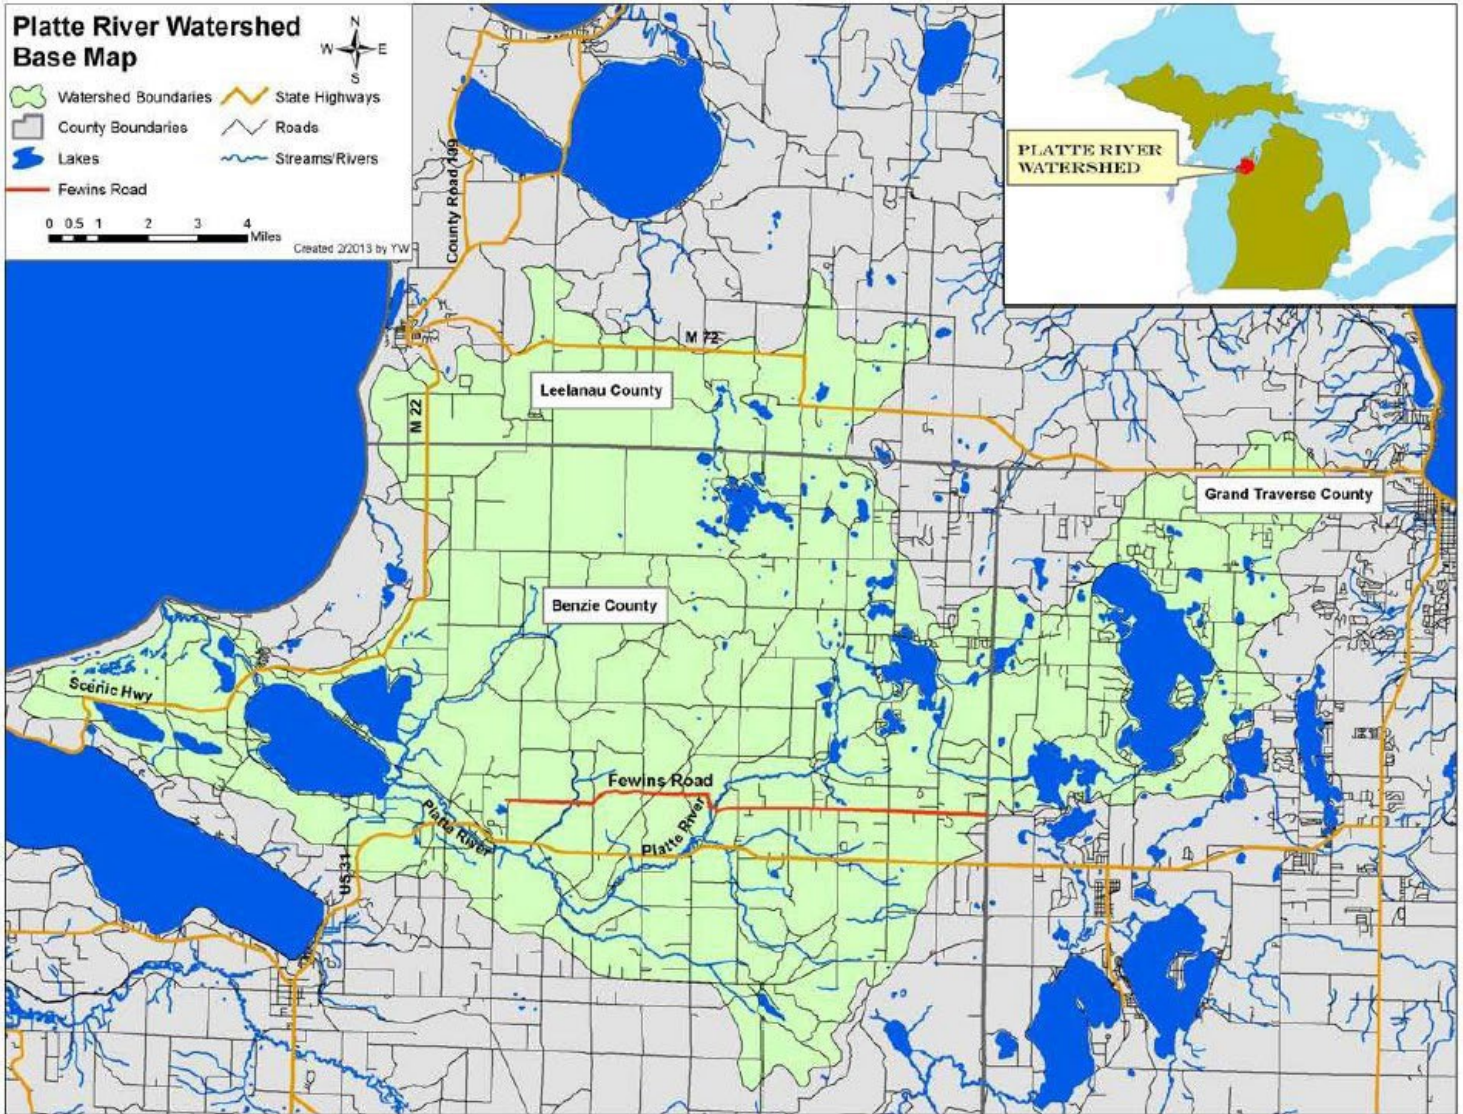 Platte River Watershed
Base Map
N
W
E
S
Watershed Boundaries
State Highways
County Boundaries
Roads
Lakes
Streams/Rivers
Fewins Road
0 0.5 1 2 3 4
Miles
Created 2/2013 by YW
County Road 109
PLATTE RIVER
WATERSHED
M 72
Leelanau County
M 22
Grand Traverse County
Benzie County
Scenic Hwy
Fewins Road
Platte River
Platte River
US 31